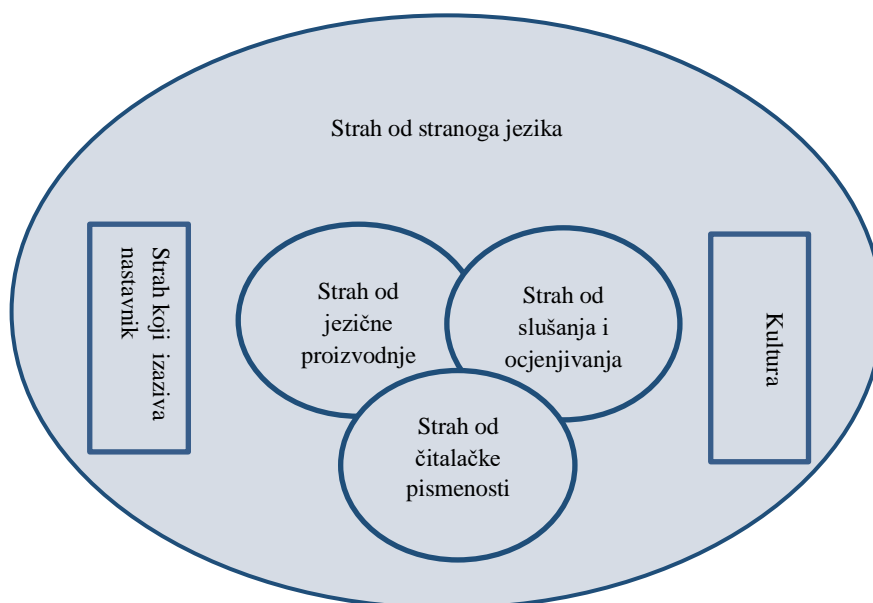 Strah od stranoga jezika
Strah koji izaziva
nastavnik
Strah od
jezične
proizvodnje
Strah od
slušanja i
ocjenjivanja
Kultura
Strah od
čitalačke
pismenosti